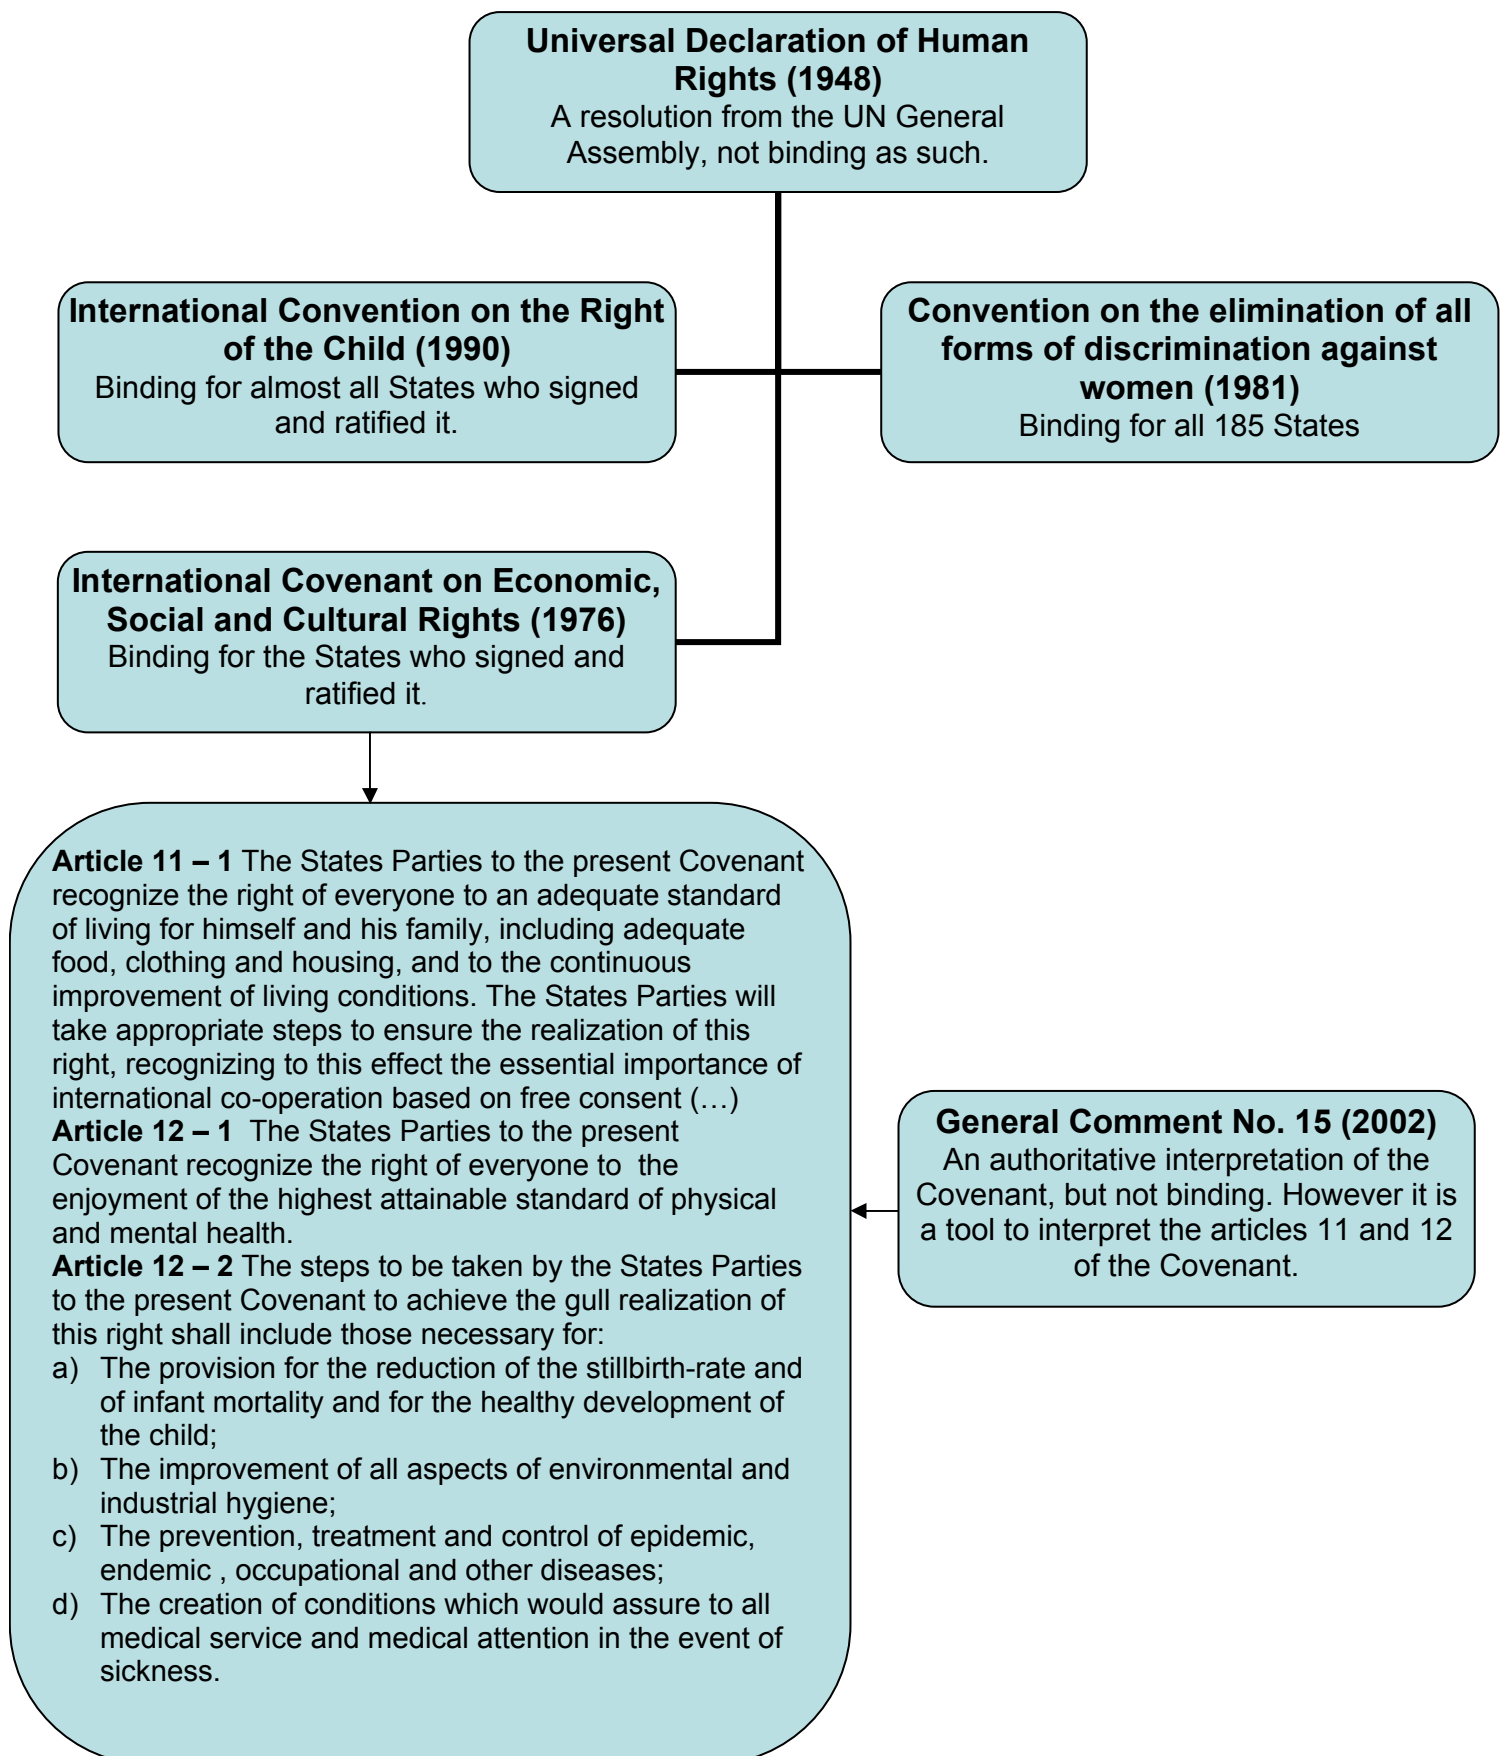 Universal Declaration of Human
Rights (1948)
A resolution from the UN General
Assembly, not binding as such.
International Convention on the Right
of the Child (1990)
Binding for almost all States who signed
and ratified it.
Convention on the elimination of all
forms of discrimination against
women (1981)
Binding for all 185 States
International Covenant on Economic,
Social and Cultural Rights (1976)
Binding for the States who signed and
ratified it.
Article 11 – 1 The States Parties to the present Covenant
recognize the right of everyone to an adequate standard
of living for himself and his family, including adequate
food, clothing and housing, and to the continuous
improvement of living conditions. The States Parties will
take appropriate steps to ensure the realization of this
right, recognizing to this effect the essential importance of
international co-operation based on free consent (…)
Article 12 – 1 The States Parties to the present
Covenant recognize the right of everyone to the
enjoyment of the highest attainable standard of physical
and mental health.
Article 12 – 2 The steps to be taken by the States Parties
to the present Covenant to achieve the gull realization of
this right shall include those necessary for:
a) The provision for the reduction of the stillbirth-rate and
of infant mortality and for the healthy development of
the child;
b) The improvement of all aspects of environmental and
industrial hygiene;
c) The prevention, treatment and control of epidemic,
endemic , occupational and other diseases;
d) The creation of conditions which would assure to all
medical service and medical attention in the event of
sickness.
General Comment No. 15 (2002)
An authoritative interpretation of the
Covenant, but not binding. However it is
a tool to interpret the articles 11 and 12
of the Covenant.